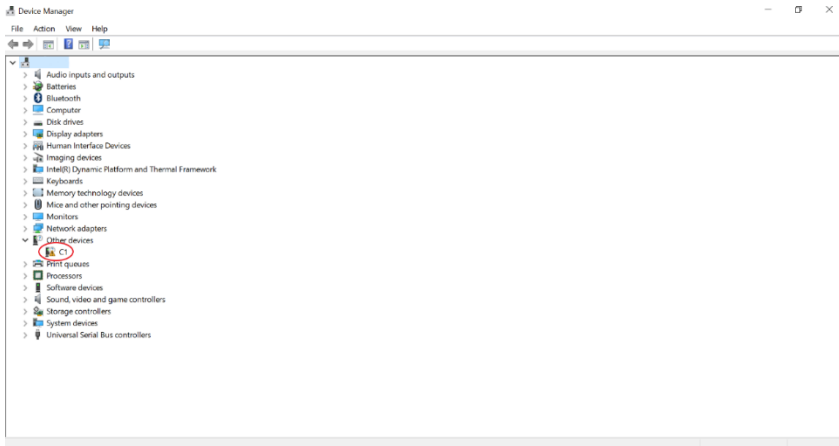 Device Manager
File Action View Help
Audio inputs and outputs
Batteries
Bluetooth
Computer
Disk drives
Display adapters
Human Interface Devices
Imaging devices
Intel(R) Dynamic Platform and Thermal Framework
Keyboards
Memory technology devices
Mice and other pointing devices
Monitors
Network adapters
Other devices
C1
Print queues
Processors
Software devices
Sound, video and game controllers
Storage controllers
System devices
Universal Serial Bus controllers